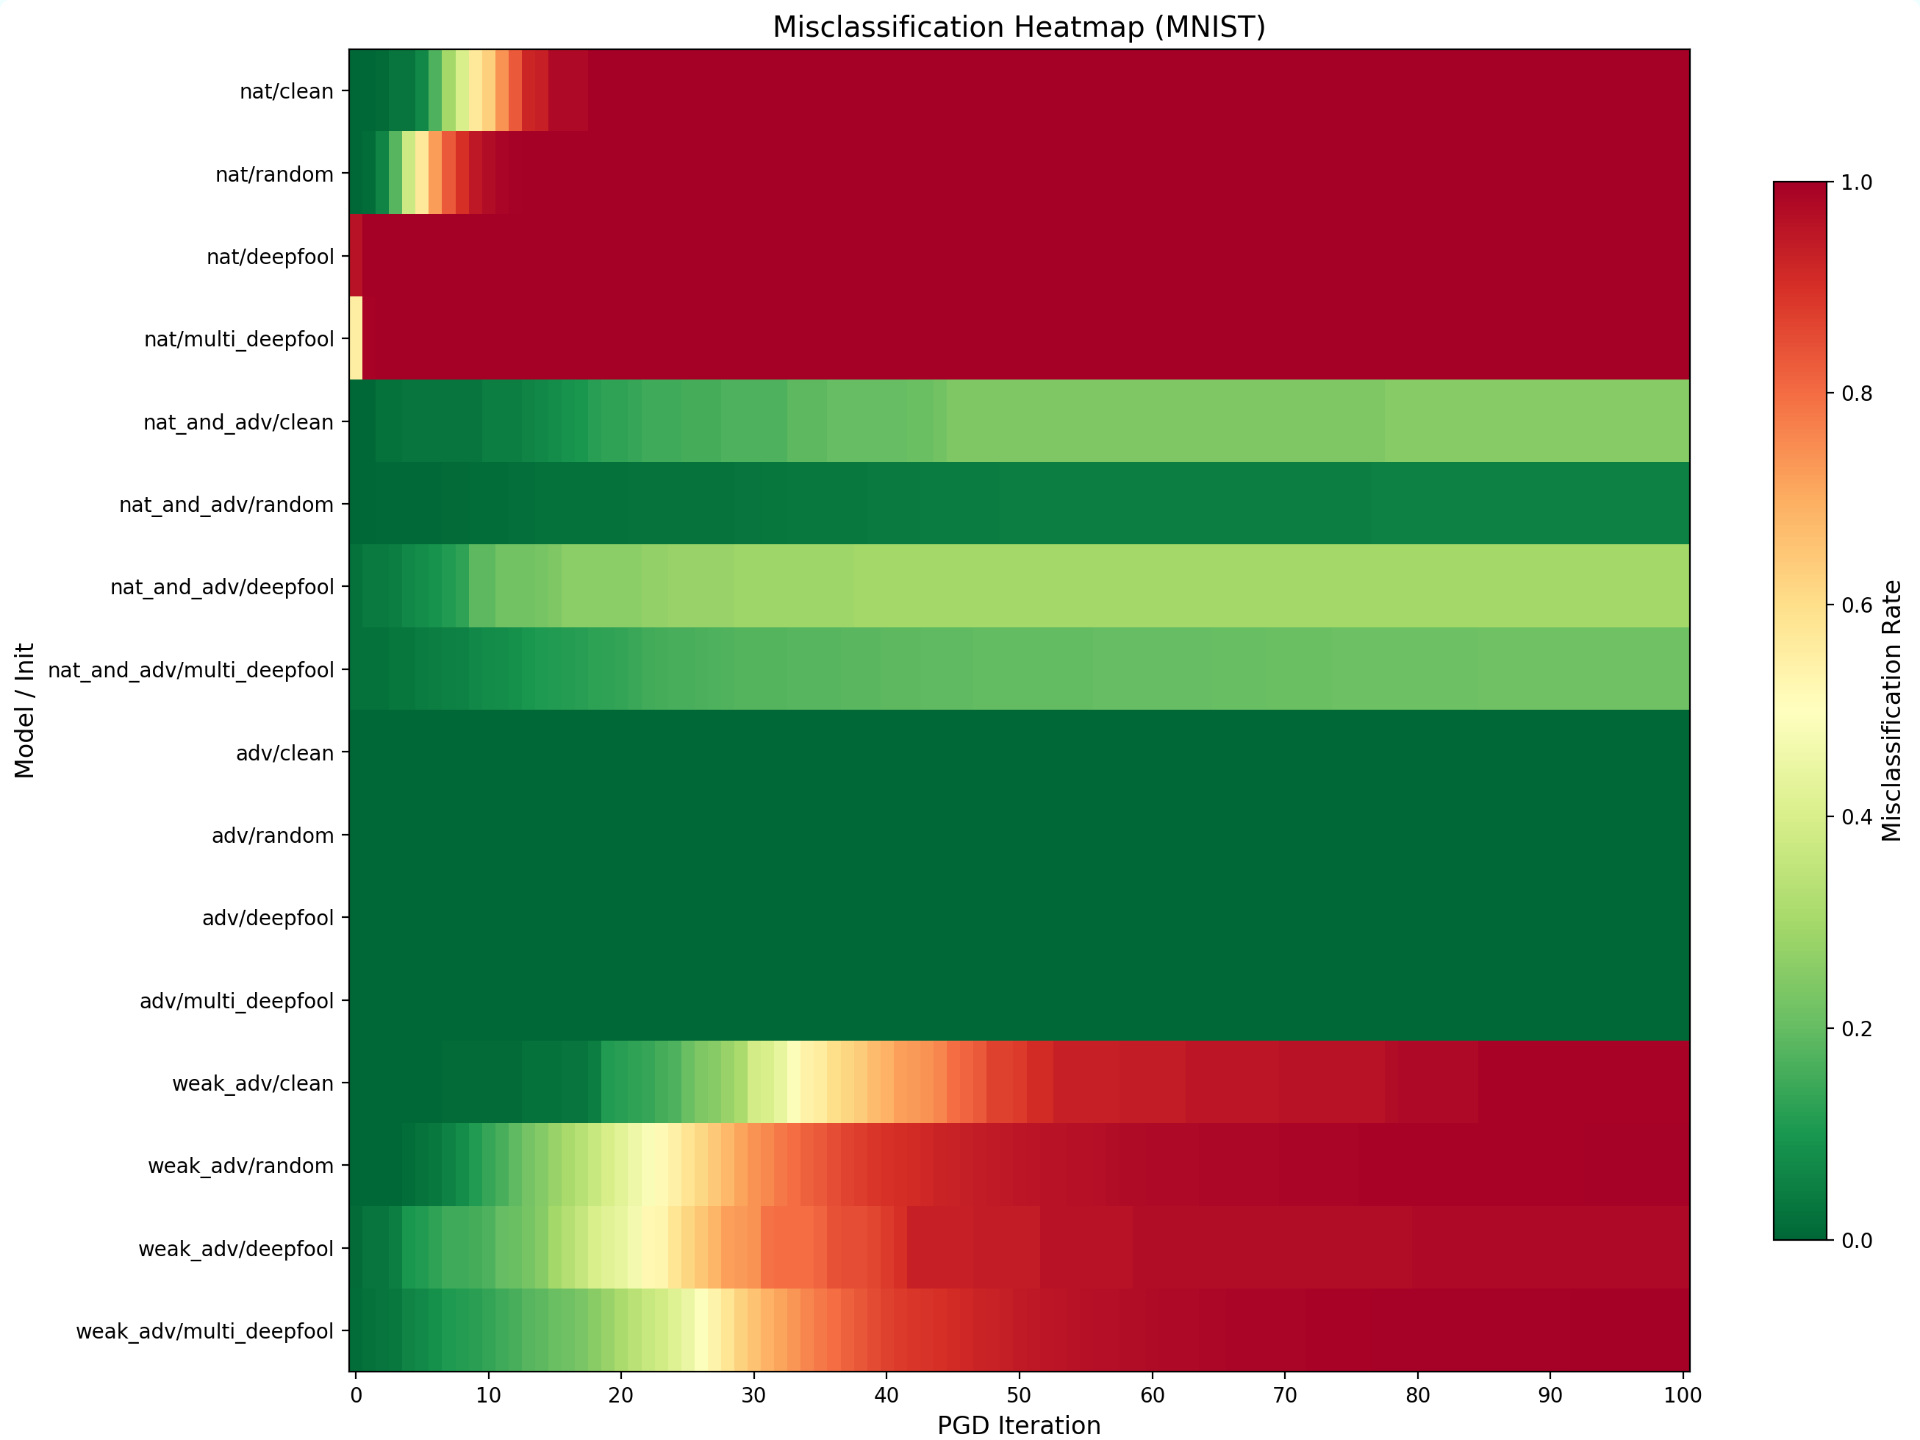 Misclassification Heatmap (MNIST)
nat/clean
nat/random
nat/deepfool
nat/multi_deepfool
nat_and_adv/clean
nat_and_adv/random
nat_and_adv/deepfool
nat_and_adv/multi_deepfool
adv/clean
adv/random
adv/deepfool
adv/multi_deepfool
weak_adv/clean
weak_adv/random
weak_adv/deepfool
weak_adv/multi_deepfool
Model / Init
0 10 20 30 40 50 60 70 80 90 100
PGD Iteration
1.0
0.8
0.6
0.4
0.2
0.0
Misclassification Rate